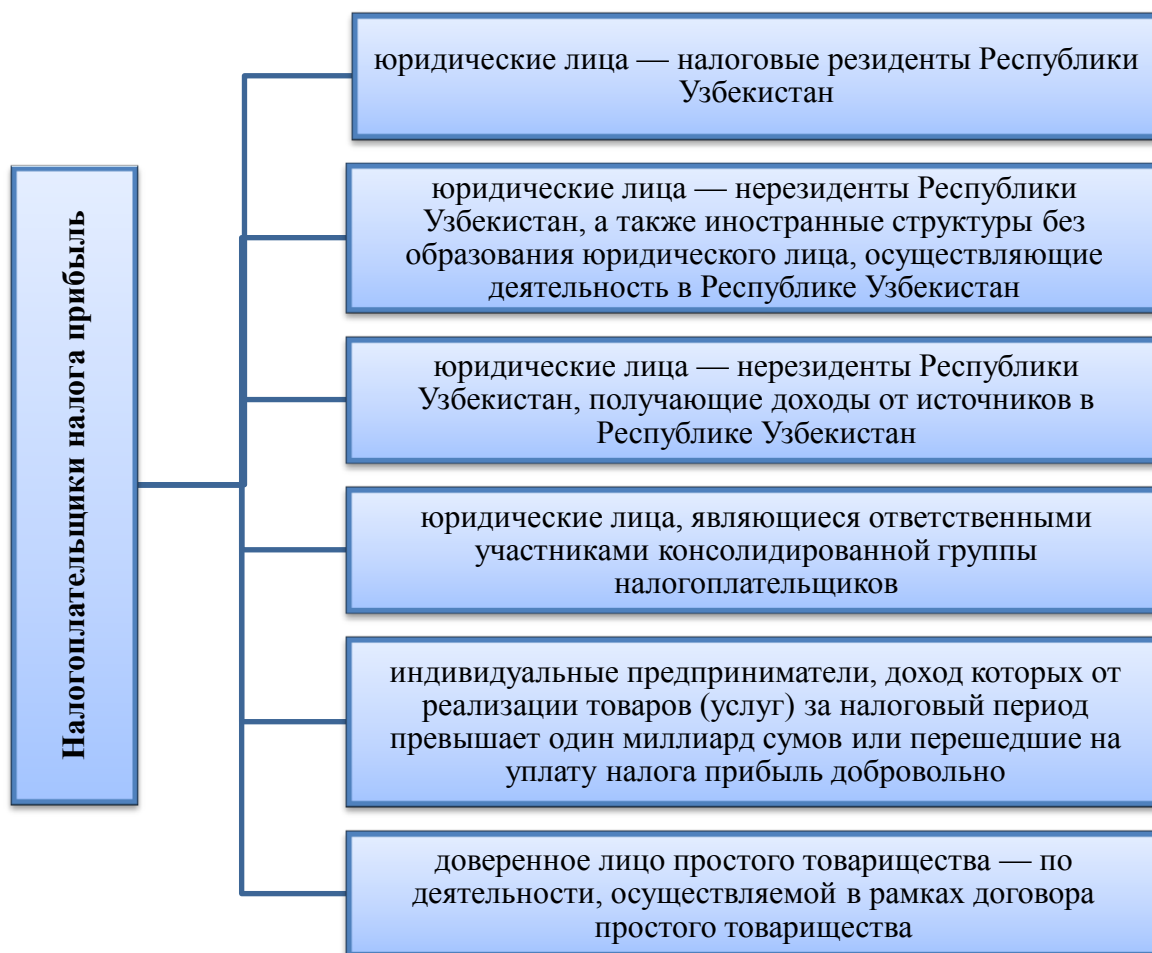 Налогоплательщики налога прибыль
юридические лица — налоговые резиденты Республики
Узбекистан
юридические лица — нерезиденты Республики
Узбекистан, а также иностранные структуры без
образования юридического лица, осуществляющие
деятельность в Республике Узбекистан
юридические лица — нерезиденты Республики
Узбекистан, получающие доходы от источников в
Республике Узбекистан
юридические лица, являющиеся ответственными
участниками консолидированной группы
налогоплательщиков
индивидуальные предприниматели, доход которых от
реализации товаров (услуг) за налоговый период
превышает один миллиард сумов или перешедшие на
уплату налога прибыль добровольно
доверенное лицо простого товарищества — по
деятельности, осуществляемой в рамках договора
простого товарищества